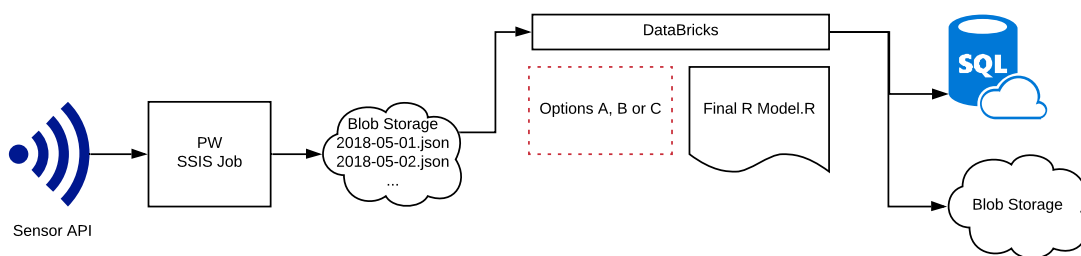 Sensor API
PW
SSIS Job
Blob Storage
2018-05-01.json
2018-05-02.json
...
DataBricks
Options A, B or C
Final R Model.R
SQL
Blob Storage